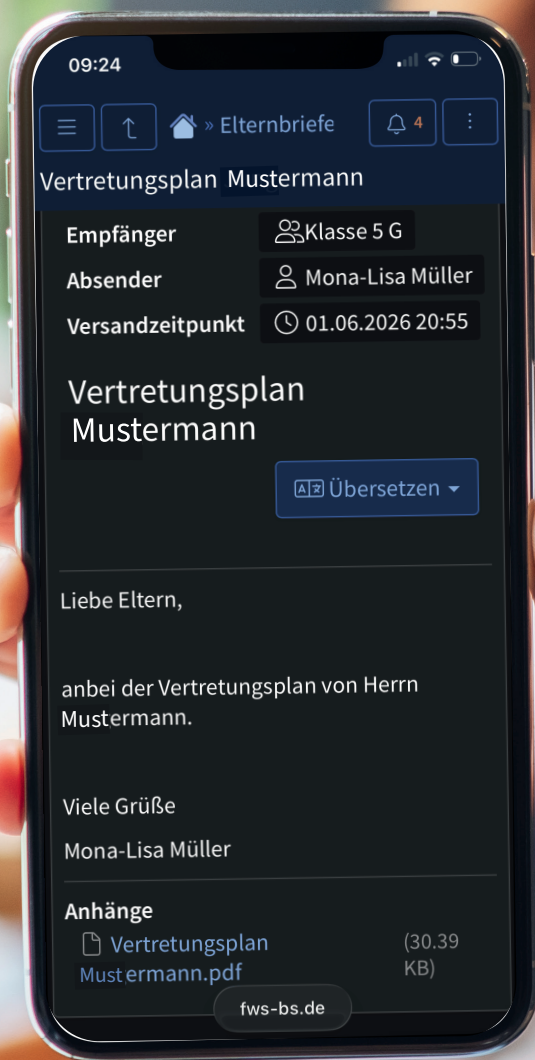 09:24
» Elternbriefe
4
Vertretungsplan Mustermann
Empfänger Klasse 5 G
Absender Mona-Lisa Müller
Versandzeitpunkt 01.06.2026 20:55
Vertretungsplan
Mustermann
Übersetzen
Liebe Eltern,
anbei der Vertretungsplan von Herrn
Mustermann.
Viele Grüße
Mona-Lisa Müller
Anhänge
Vertretungsplan (30.39
Mustermann.pdf KB)
fws-bs.de